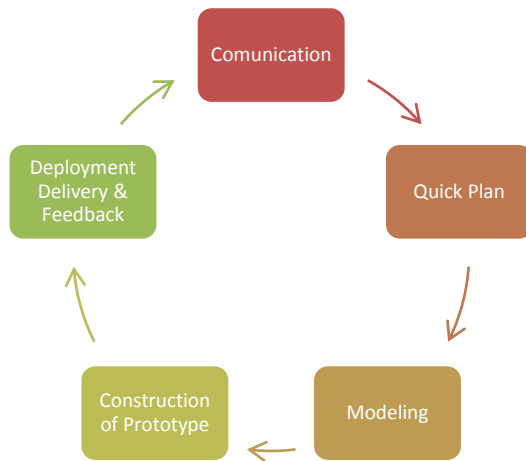 Comunication
Quick Plan
Modeling
Construction
of Prototype
Deployment
Delivery &
Feedback